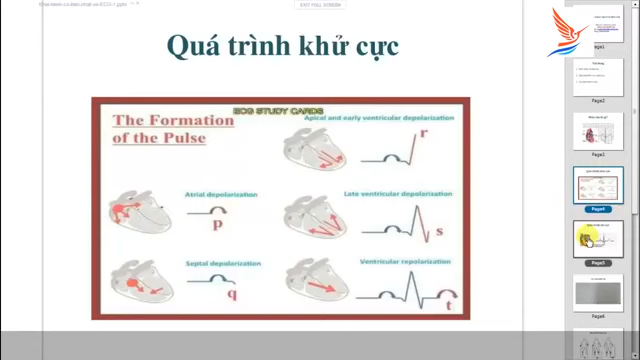 EXIT FULL SCREEN
Quá trình khử cực
ECG STUDY CARDS
The Formation
of the Pulse
Apical and early ventricular depolarization
r
Atrial depolarization
p
Late ventricular depolarization
s
Septal depolarization
q
Ventricular repolarization
t
Page1
Page2
Page3
Page4
Page5
Page6